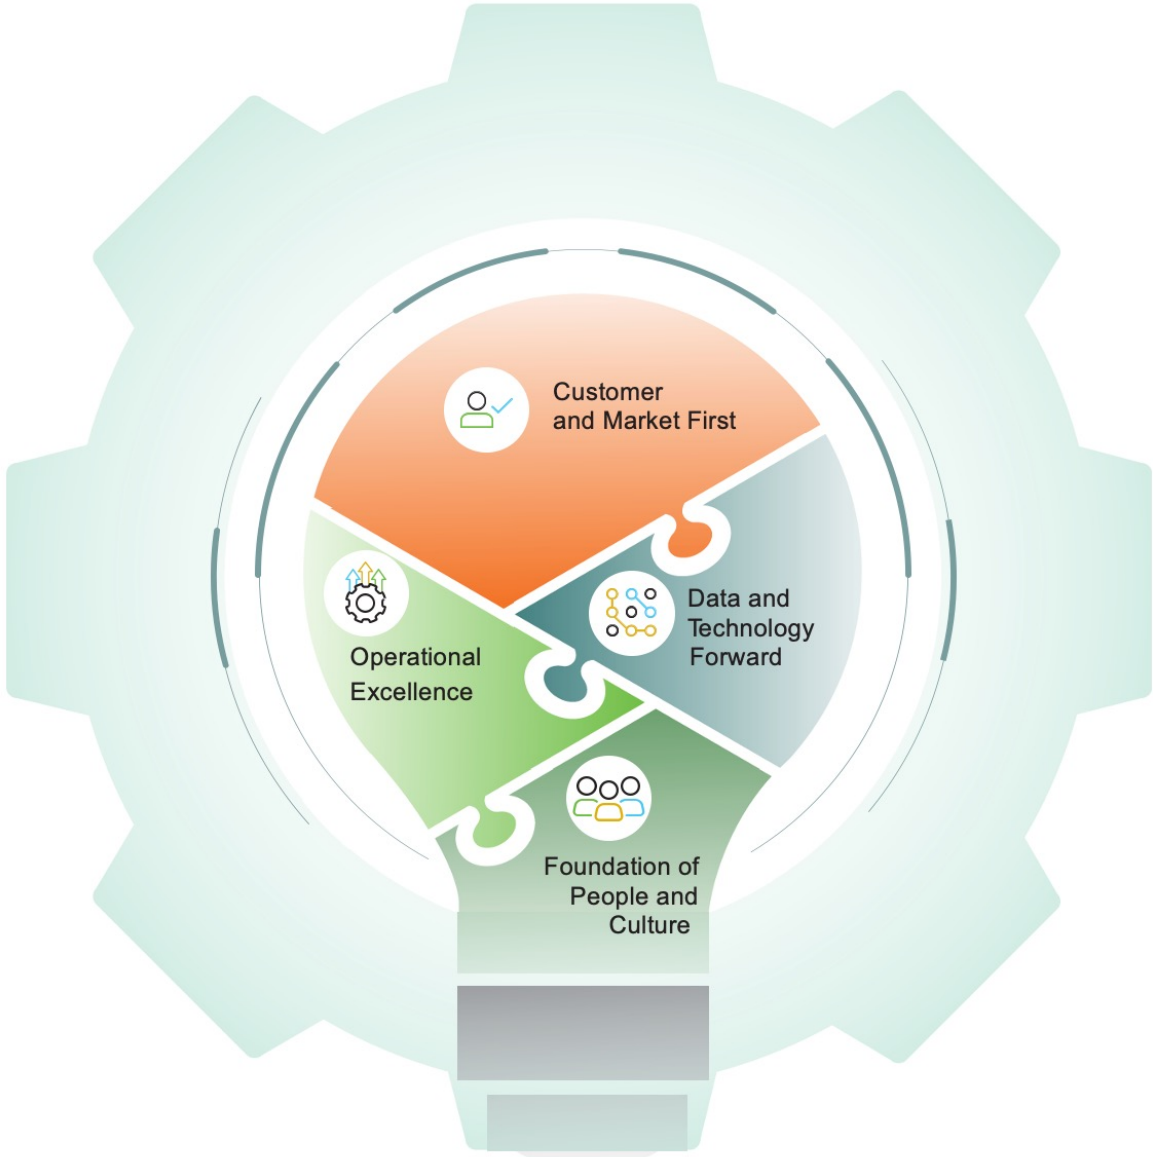 Customer
and Market First
Data and
Technology
Forward
Operational
Excellence
Foundation of
People and
Culture